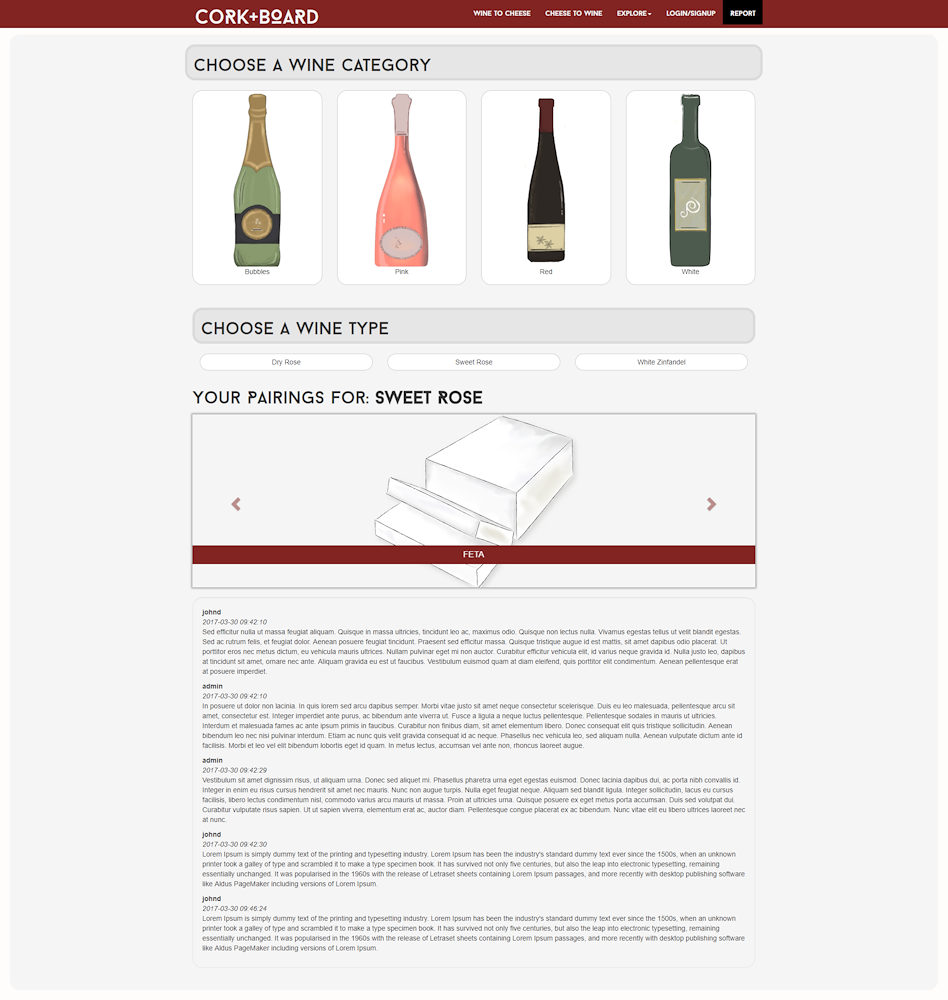 CORK+BOARD
WINE TO CHEESE CHEESE TO WINE EXPLORE LOGIN/SIGNUP REPORT
CHOOSE A WINE CATEGORY
Bubbles Pink Red White
CHOOSE A WINE TYPE
Dry Rose Sweet Rose White Zinfandel
YOUR PAIRINGS FOR: SWEET ROSE
FETA
johnd
2017-03-30 09:42:10
Sed efficitur nulla ut massa feugiat aliquam. Quisque in massa ultricies, tincidunt leo ac, maximus odio. Quisque non lectus nulla. Vivamus egestas tellus ut velit blandit egestas.
Sed ac rutrum felis, et feugiat dolor. Aenean posuere feugiat tincidunt. Praesent sed efficitur massa. Quisque tristique augue id est mattis, sit amet dapibus odio placerat. Ut
porttitor eros nec metus dictum, eu vehicula mauris ultrices. Nullam pulvinar eget mi non auctor. Curabitur efficitur vehicula elit, id varius neque gravida id. Nulla justo leo, dapibus
at tincidunt sit amet, ornare nec ante. Aliquam gravida eu est ut faucibus. Vestibulum euismod quam at diam eleifend, quis porttitor elit condimentum. Aenean pellentesque erat
at posuere imperdiet.
admin
2017-03-30 09:42:10
In posuere ut dolor non lacinia. In quis lorem sed arcu dapibus semper. Morbi vitae justo sit amet neque consectetur scelerisque. Duis eu leo malesuada, pellentesque arcu sit
amet, consectetur est. Integer imperdiet ante purus, ac bibendum ante viverra ut. Fusce a ligula a neque luctus pellentesque. Pellentesque sodales in mauris ut ultricies.
Interdum et malesuada fames ac ante ipsum primis in faucibus. Curabitur non finibus diam, sit amet elementum libero. Donec consequat elit quis tristique sollicitudin. Aenean
bibendum leo nec nisi pulvinar interdum. Etiam ac nunc quis velit gravida consequat id ac neque. Phasellus nec vehicula leo, sed aliquam nulla. Aenean vulputate dictum ante id
facilisis. Morbi et leo vel elit bibendum lobortis eget id quam. In metus lectus, accumsan vel ante non, rhoncus laoreet augue.
admin
2017-03-30 09:42:29
Vestibulum sit amet dignissim risus, ut aliquam urna. Donec sed aliquet mi. Phasellus pharetra urna eget egestas euismod. Donec lacinia dapibus dui, ac porta nibh convallis id.
Integer in enim eu risus cursus hendrerit sit amet nec mauris. Nunc non augue turpis. Nulla eget feugiat neque. Aliquam sed blandit ligula. Integer sollicitudin, lacus eu cursus
facilisis, libero lectus condimentum nisl, commodo varius arcu mauris ut massa. Proin at ultricies urna. Quisque posuere ex eget metus porta accumsan. Duis sed volutpat dui.
Curabitur vulputate risus sapien. Ut ut sapien viverra, elementum erat ac, auctor diam. Pellentesque congue placerat ex ac bibendum. Nunc vitae elit eu libero ultrices laoreet nec
at nunc.
johnd
2017-03-30 09:42:30
Lorem Ipsum is simply dummy text of the printing and typesetting industry. Lorem Ipsum has been the industry's standard dummy text ever since the 1500s, when an unknown
printer took a galley of type and scrambled it to make a type specimen book. It has survived not only five centuries, but also the leap into electronic typesetting, remaining
essentially unchanged. It was popularised in the 1960s with the release of Letraset sheets containing Lorem Ipsum passages, and more recently with desktop publishing software
like Aldus PageMaker including versions of Lorem Ipsum.
johnd
2017-03-30 09:46:24
Lorem Ipsum is simply dummy text of the printing and typesetting industry. Lorem Ipsum has been the industry's standard dummy text ever since the 1500s, when an unknown
printer took a galley of type and scrambled it to make a type specimen book. It has survived not only five centuries, but also the leap into electronic typesetting, remaining
essentially unchanged. It was popularised in the 1960s with the release of Letraset sheets containing Lorem Ipsum passages, and more recently with desktop publishing software
like Aldus PageMaker including versions of Lorem Ipsum.